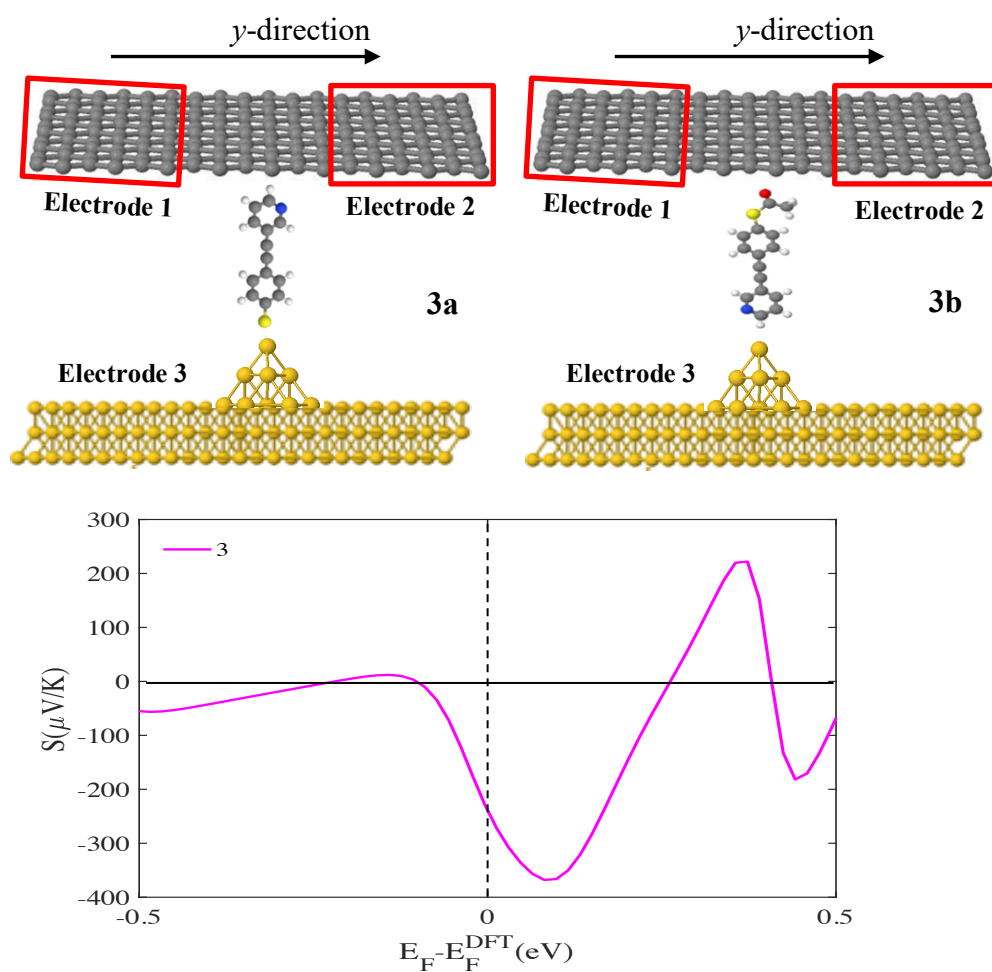 y-direction
y-direction
Electrode 1
Electrode 2
Electrode 1
Electrode 2
3a
3b
Electrode 3
Electrode 3
300
3
200
100
0
-100
-200
-300
-400
S(μV/K)
-0.5
0
0.5
E_F-E_F^DFT(eV)